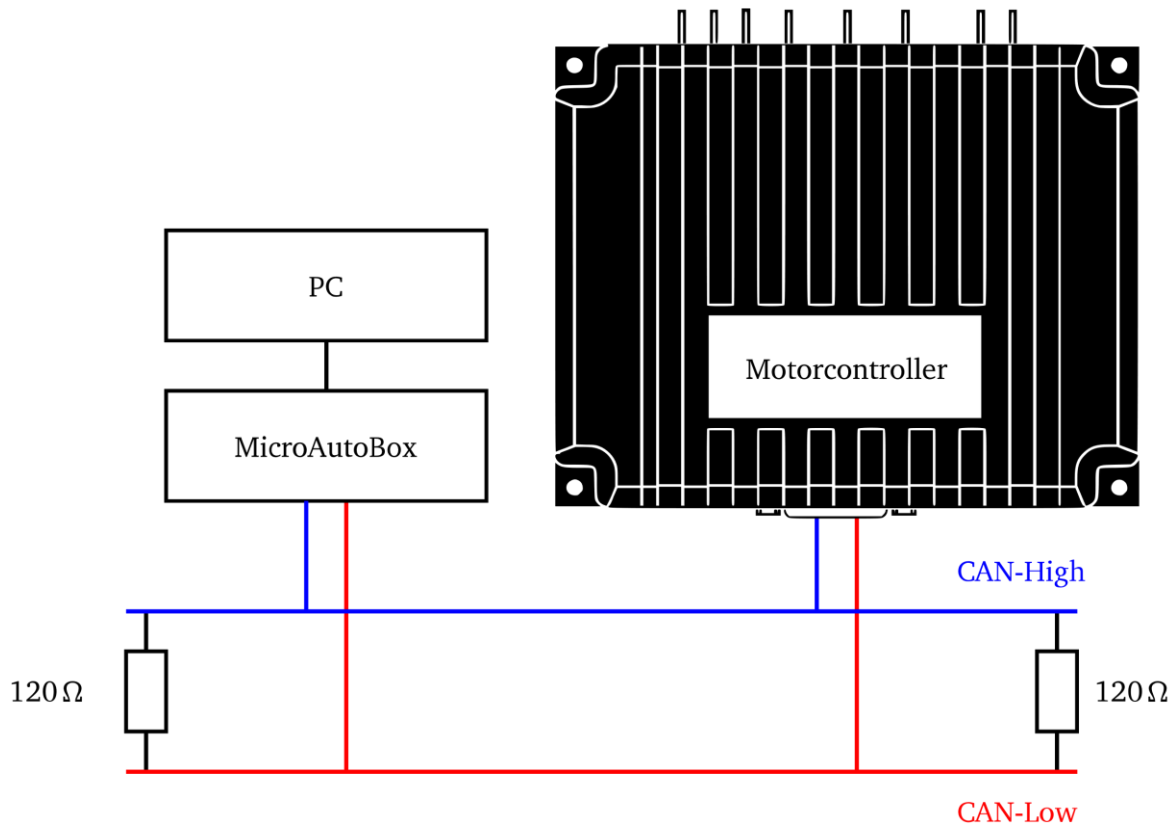 PC
MicroAutoBox
Motorcontroller
CAN-High
120 Ω
120 Ω
CAN-Low